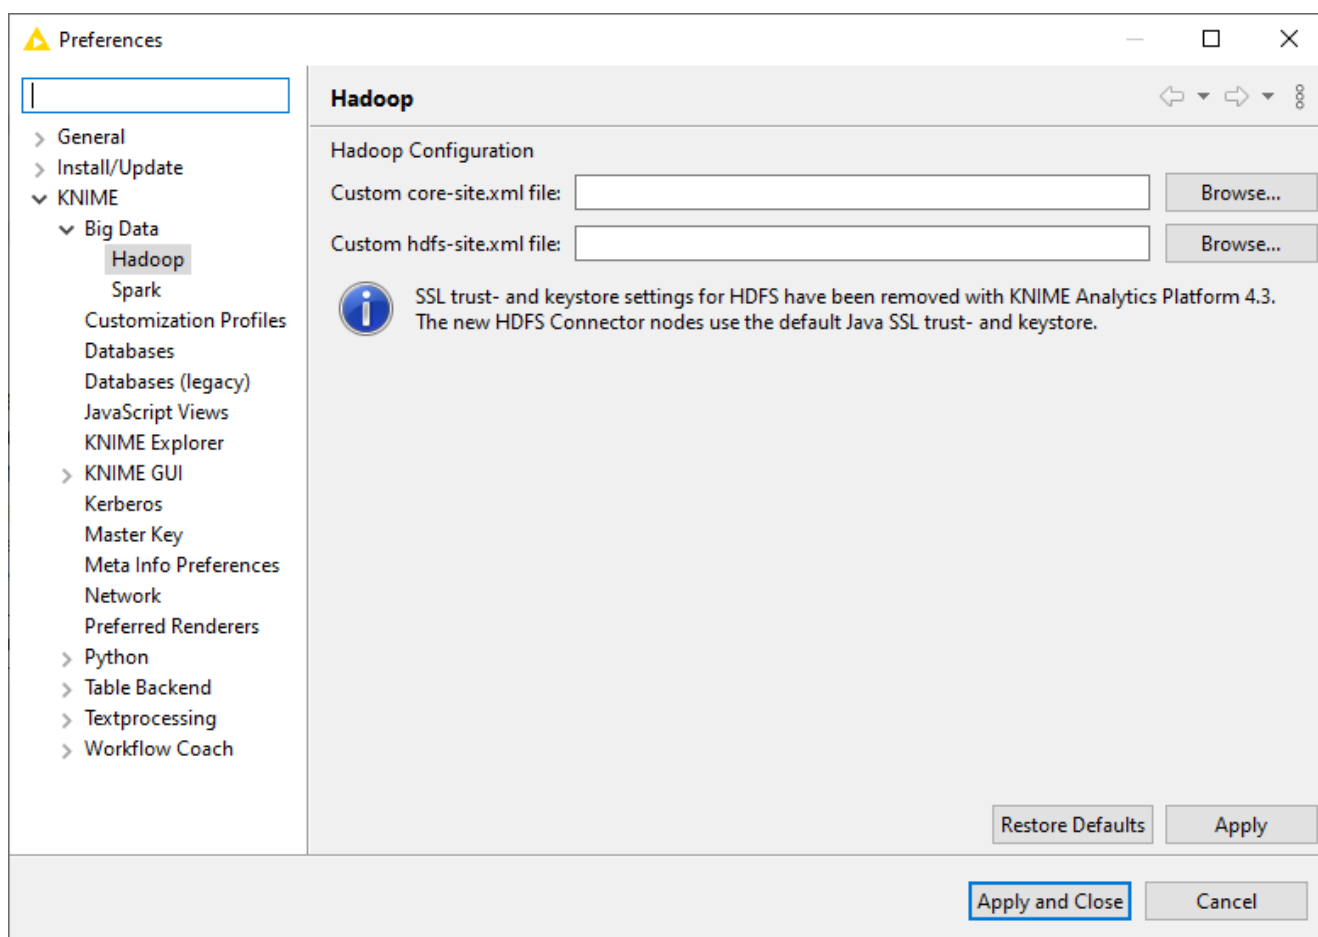 Preferences
General
Install/Update
KNIME
Big Data
Hadoop
Spark
Customization Profiles
Databases
Databases (legacy)
JavaScript Views
KNIME Explorer
KNIME GUI
Kerberos
Master Key
Meta Info Preferences
Network
Preferred Renderers
Python
Table Backend
Textprocessing
Workflow Coach
Hadoop
Hadoop Configuration
Custom core-site.xml file: Browse...
Custom hdfs-site.xml file: Browse...
SSL trust- and keystore settings for HDFS have been removed with KNIME Analytics Platform 4.3.
The new HDFS Connector nodes use the default Java SSL trust- and keystore.
Restore Defaults Apply
Apply and Close Cancel